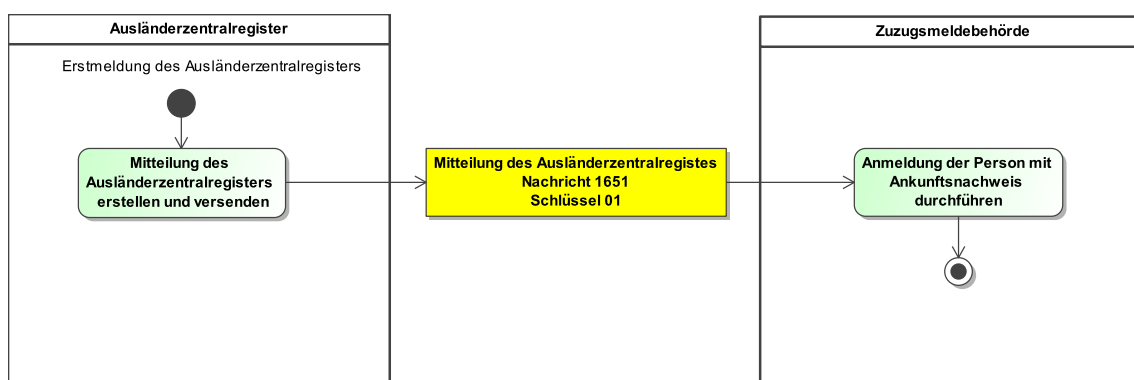 Ausländerzentralregister
Zuzugsmeldebehörde
Erstmeldung des Ausländerzentralregisters
Mitteilung des
Ausländerzentralregisters
erstellen und versenden
Mitteilung des Ausländerzentralregistes
Nachricht 1651
Schlüssel 01
Anmeldung der Person mit
Ankunftsnachweis
durchführen